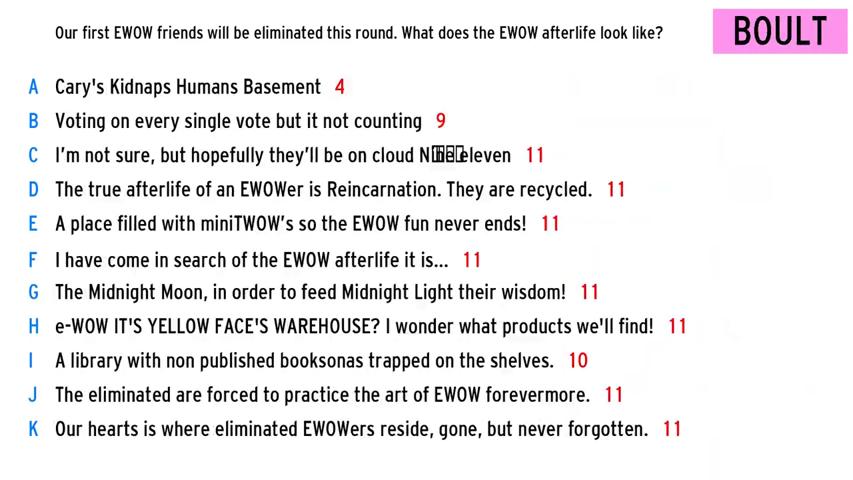 Our first EWOW friends will be eliminated this round. What does the EWOW afterlife look like?
BOULT
A Cary's Kidnaps Humans Basement 4
B Voting on every single vote but it not counting 9
C I’m not sure, but hopefully they’ll be on cloud eleven 11
D The true afterlife of an EWOWer is Reincarnation. They are recycled. 11
E A place filled with miniTWOW’s so the EWOW fun never ends! 11
F I have come in search of the EWOW afterlife it is... 11
G The Midnight Moon, in order to feed Midnight Light their wisdom! 11
H e-WOW IT'S YELLOW FACE'S WAREHOUSE? I wonder what products we'll find! 11
I A library with non published booksonas trapped on the shelves. 10
J The eliminated are forced to practice the art of EWOW forevermore. 11
K Our hearts is where eliminated EWOWers reside, gone, but never forgotten. 11